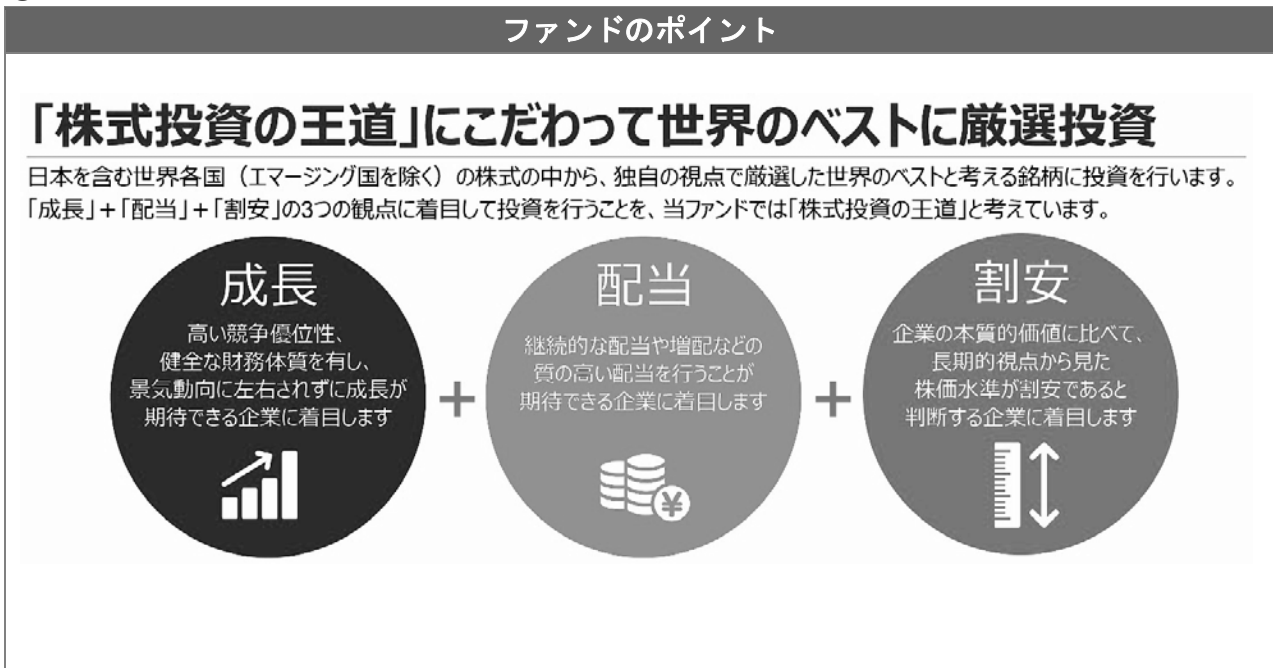 ファンドのポイント
「株式投資の王道」にこだわって世界のベストに厳選投資
日本を含む世界各国（エマージング国を除く）の株式の中から、独自の視点で厳選した世界のベストと考える銘柄に投資を行います。
「成長」+「配当」+「割安」の3つの観点に着目して投資を行うことを、当ファンドでは「株式投資の王道」と考えています。
成長
高い競争優位性、
健全な財務体質を有し、
景気動向に左右されずに成長が
期待できる企業に着目します
+
配当
継続的な配当や増配などの
質の高い配当を行うことが
期待できる企業に着目します
¥
+
割安
企業の本質的価値に比べて、
長期的視点から見た
株価水準が割安であると
判断する企業に着目します